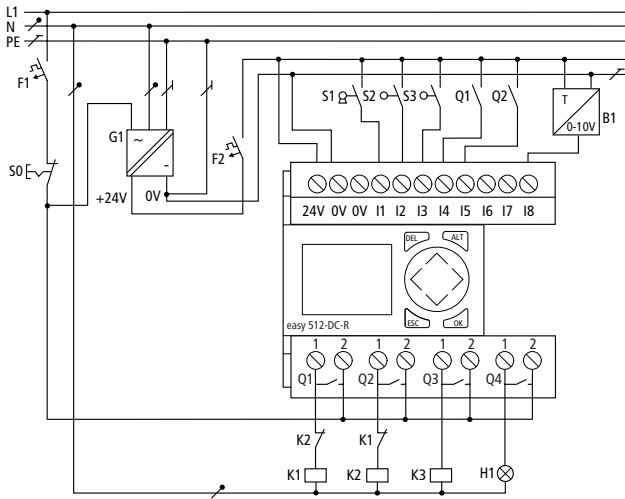 L1
N
PE
F1
S0
G1
~
-
+24V
0V
F2
S1
S2
S3
Q1
Q2
T
0-10V
B1
24V 0V 0V I1 I2 I3 I4 I5 I6 I7 I8
DEL
ALT
ESC
OK
easy 512-DC-R
1 2 1 2 1 2 1 2
Q1 Q2 Q3 Q4
K2
K1
K1
K2
K3
H1